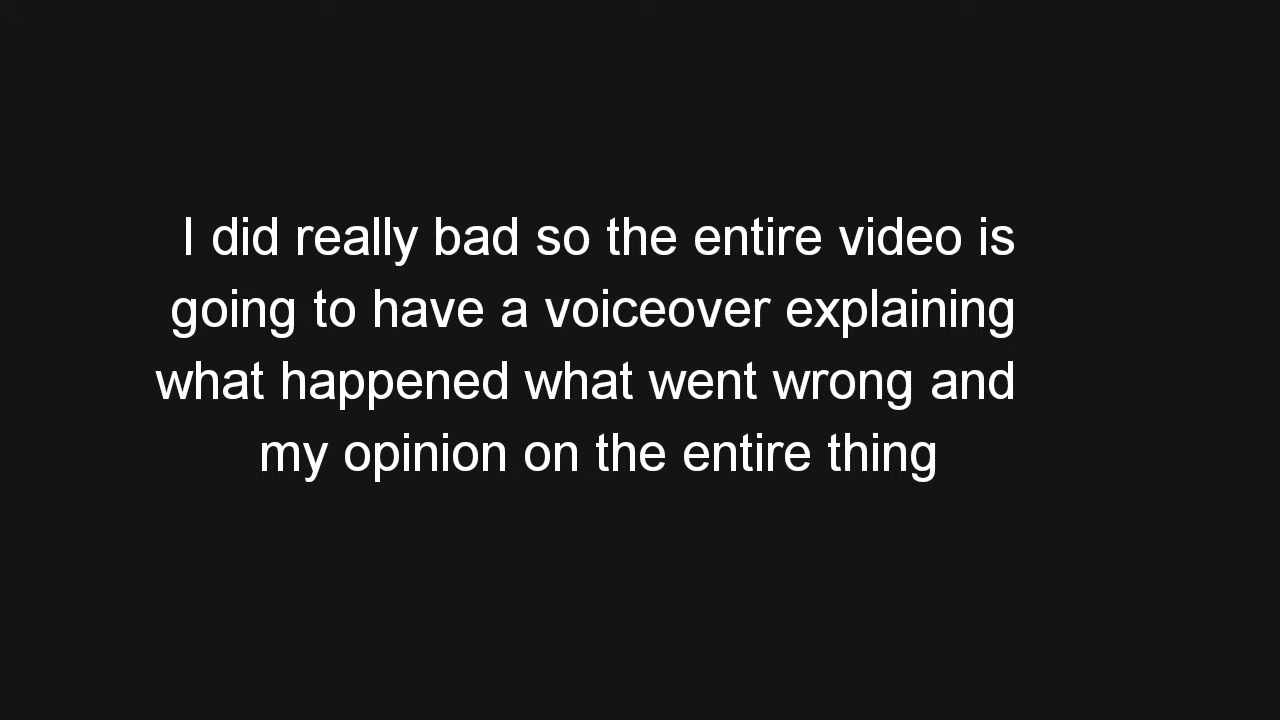 I did really bad so the entire video is
going to have a voiceover explaining
what happened what went wrong and
my opinion on the entire thing